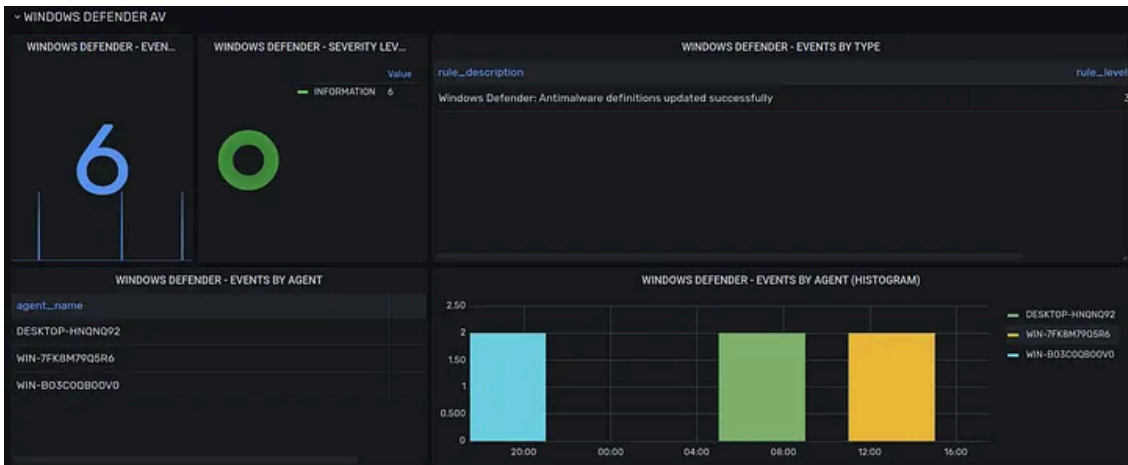 WINDOWS DEFENDER AV
WINDOWS DEFENDER - EVEN...
6
WINDOWS DEFENDER - SEVERITY LEV...
Value
INFORMATION 6
WINDOWS DEFENDER - EVENTS BY TYPE
rule_description rule_level
Windows Defender: Antimalware definitions updated successfully 3
WINDOWS DEFENDER - EVENTS BY AGENT
agent_name
DESKTOP-HNQNQ92
WIN-7FK8M79Q5R6
WIN-BO3COQBOOVO
WINDOWS DEFENDER - EVENTS BY AGENT (HISTOGRAM)
2.50
2
1.50
1
0.500
0
20:00 00:00 04:00 08:00 12:00 16:00
DESKTOP-HNQNQ92
WIN-7FK8M79Q5R6
WIN-BO3COQBOOVO